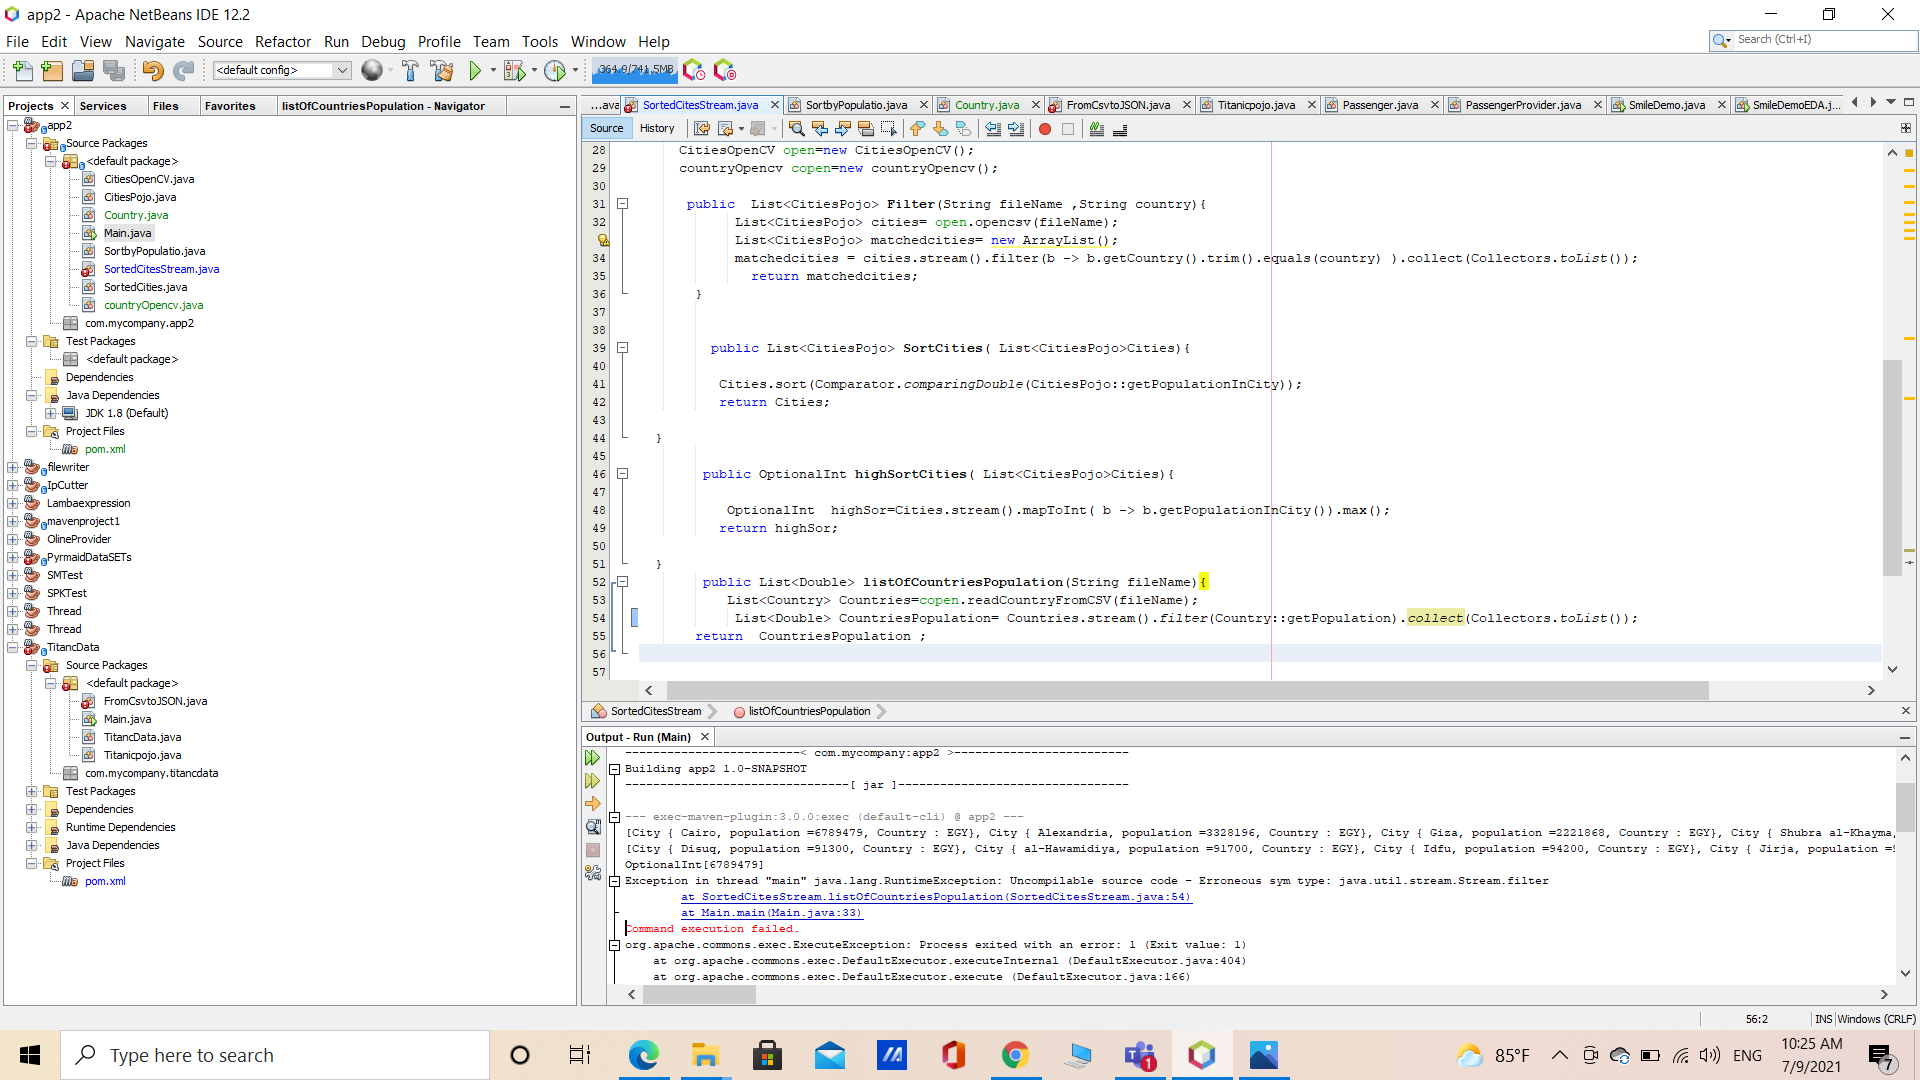 app2 - Apache NetBeans IDE 12.2
File Edit View Navigate Source Refactor Run Debug Profile Team Tools Window Help
Search (Ctrl+I)
<default config>
364.9/741.5MB
Projects Services Files Favorites listOfCountriesPopulation - Navigator
app2
Source Packages
<default package>
CitiesOpenCV.java
CitiesPojo.java
Country.java
Main.java
SortbyPopulatio.java
SortedCitesStream.java
SortedCities.java
countryOpencv.java
com.mycompany.app2
Test Packages
<default package>
Dependencies
Java Dependencies
JDK 1.8 (Default)
Project Files
pom.xml
filewriter
IpCutter
Lambaexpression
mavenproject1
OlineProvider
PyrmaidDataSETs
SMTest
SPKTest
Thread
Thread
TitancData
Source Packages
<default package>
FromCsvtoJSON.java
Main.java
TitancData.java
Titanicpojo.java
com.mycompany.titancdata
Test Packages
Dependencies
Runtime Dependencies
Java Dependencies
Project Files
pom.xml
...ava SortedCitesStream.java SortbyPopulatio.java Country.java FromCsvtoJSON.java Titanicpojo.java Passenger.java PassengerProvider.java SmileDemo.java SmileDemoEDA.j...
Source History
28 CitiesOpenCV open=new CitiesOpenCV();
29 countryOpencv copen=new countryOpencv();
30
31 public List<CitiesPojo> Filter(String fileName ,String country){
32 List<CitiesPojo> cities= open.opencsv(fileName);
List<CitiesPojo> matchedcities= new ArrayList();
34 matchedcities = cities.stream().filter(b -> b.getCountry().trim().equals(country) ).collect(Collectors.toList());
35 return matchedcities;
36 }
37
38
39 public List<CitiesPojo> SortCities( List<CitiesPojo>Cities){
40
41 Cities.sort(Comparator.comparingDouble(CitiesPojo::getPopulationInCity));
42 return Cities;
43
44 }
45
46 public OptionalInt highSortCities( List<CitiesPojo>Cities){
47
48 OptionalInt highSor=Cities.stream().mapToInt( b -> b.getPopulationInCity()).max();
49 return highSor;
50
51 }
52 public List<Double> listOfCountriesPopulation(String fileName){
53 List<Country> Countries=copen.readCountryFromCSV(fileName);
54 List<Double> CountriesPopulation= Countries.stream().filter(Country::getPopulation).collect(Collectors.toList());
55 return CountriesPopulation ;
56
57
SortedCitesStream listOfCountriesPopulation
Output - Run (Main)
-------------------------< com.mycompany:app2 >-------------------------
Building app2 1.0-SNAPSHOT
--------------------------------[ jar ]---------------------------------
--- exec-maven-plugin:3.0.0:exec (default-cli) @ app2 ---
[City { Cairo, population =6789479, Country : EGY}, City { Alexandria, population =3328196, Country : EGY}, City { Giza, population =2221868, Country : EGY}, City { Shubra al-Khayma,
[City { Disuq, population =91300, Country : EGY}, City { al-Hawamidiya, population =91700, Country : EGY}, City { Idfu, population =94200, Country : EGY}, City { Jirja, population =
OptionalInt[6789479]
Exception in thread "main" java.lang.RuntimeException: Uncompilable source code - Erroneous sym type: java.util.stream.Stream.filter
at SortedCitesStream.listOfCountriesPopulation(SortedCitesStream.java:54)
at Main.main(Main.java:33)
Command execution failed.
org.apache.commons.exec.ExecuteException: Process exited with an error: 1 (Exit value: 1)
at org.apache.commons.exec.DefaultExecutor.executeInternal (DefaultExecutor.java:404)
at org.apache.commons.exec.DefaultExecutor.execute (DefaultExecutor.java:166)
56:2 INS Windows (CRLF)
Type here to search
1
85°F
ENG
10:25 AM
7/9/2021
7